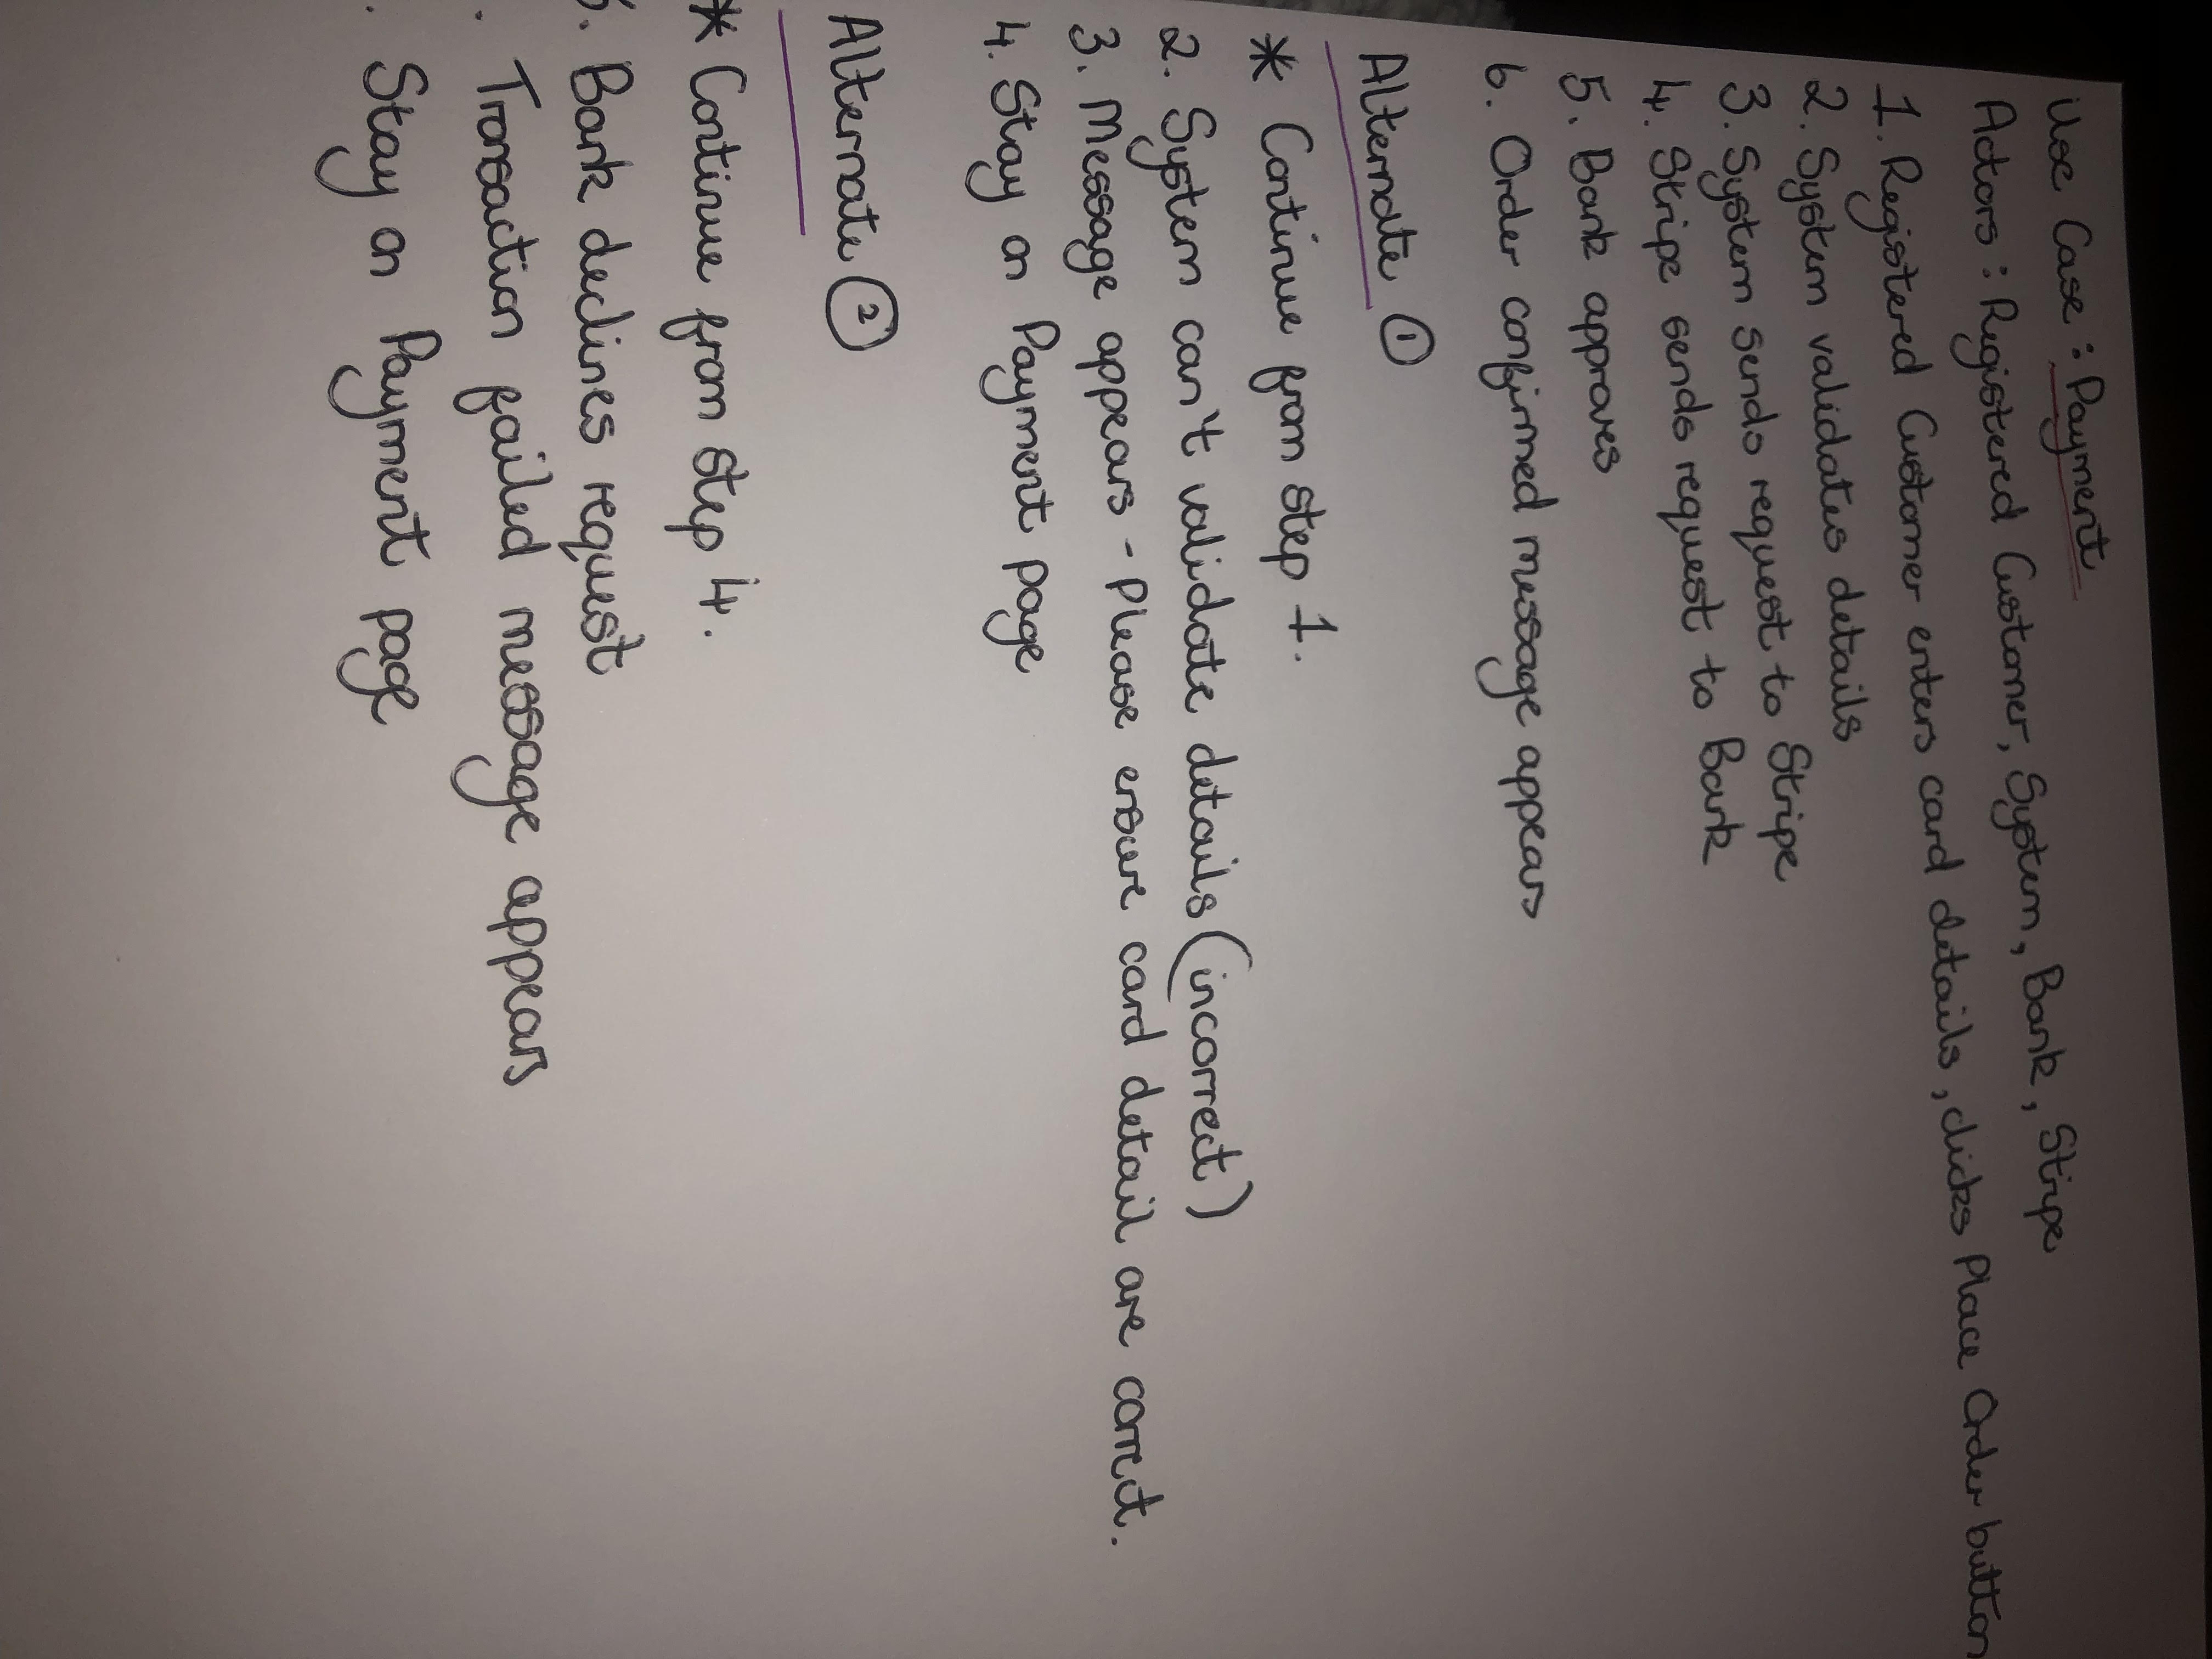 Use Case : Payment
Actors : Registered Customer, System, Bank, Stripe
1. Registered Customer enters card details, clicks Place Order button
2. System validates details
3. System sends request to Stripe
4. Stripe sends request to Bank
5. Bank approves
6. Order confirmed message appears
Alternate ①
* Continue from step 1.
2. System can't validate details (incorrect)
3. Message appears - Please ensure card detail are correct.
4. Stay on Payment page
Alternate ②
* Continue from step 4.
. Bank declines request
. Transaction failed message appears
. Stay on Payment page